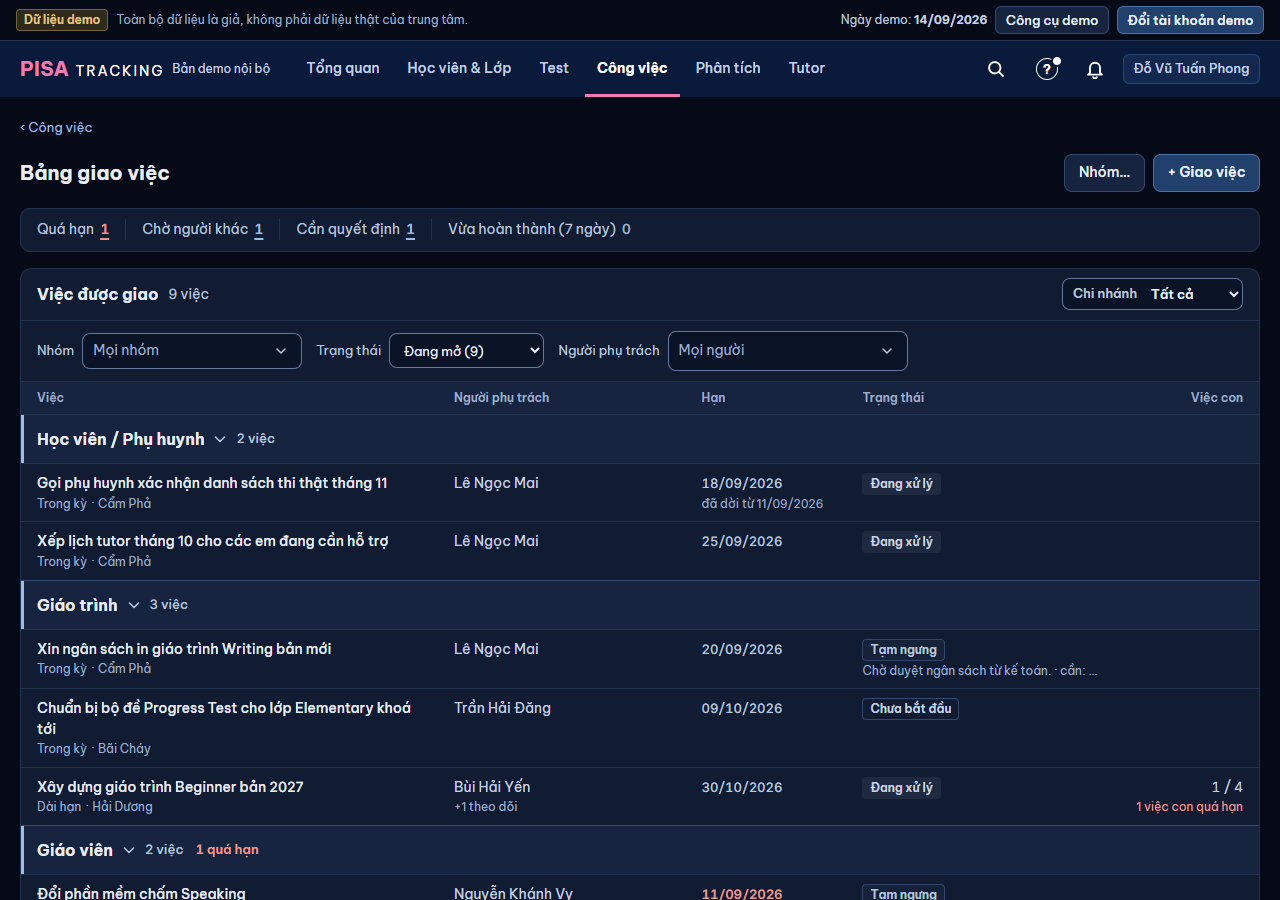 Dữ liệu demo Toàn bộ dữ liệu là giả, không phải dữ liệu thật của trung tâm. Ngày demo: 14/09/2026 Công cụ demo Đổi tài khoản demo
PISA TRACKING Bản demo nội bộ Tổng quan Học viên & Lớp Test Công việc Phân tích Tutor ? Đỗ Vũ Tuấn Phong
‹ Công việc
Bảng giao việc Nhóm... + Giao việc
Quá hạn 1 Chờ người khác 1 Cần quyết định 1 Vừa hoàn thành (7 ngày) 0
Việc được giao 9 việc Chi nhánh Tất cả
Nhóm Mọi nhóm Trạng thái Đang mở (9) Người phụ trách Mọi người
Việc Người phụ trách Hạn Trạng thái Việc con
Học viên / Phụ huynh 2 việc
Gọi phụ huynh xác nhận danh sách thi thật tháng 11 Lê Ngọc Mai 18/09/2026 Đang xử lý
Trong kỳ · Cẩm Phả đã dời từ 11/09/2026
Xếp lịch tutor tháng 10 cho các em đang cần hỗ trợ Lê Ngọc Mai 25/09/2026 Đang xử lý
Trong kỳ · Cẩm Phả
Giáo trình 3 việc
Xin ngân sách in giáo trình Writing bản mới Lê Ngọc Mai 20/09/2026 Tạm ngưng
Trong kỳ · Cẩm Phả Chờ duyệt ngân sách từ kế toán. · cần: ...
Chuẩn bị bộ đề Progress Test cho lớp Elementary khoá Trần Hải Đăng 09/10/2026 Chưa bắt đầu
tới
Trong kỳ · Bãi Cháy
Xây dựng giáo trình Beginner bản 2027 Bùi Hải Yến 30/10/2026 Đang xử lý 1 / 4
Dài hạn · Hải Dương +1 theo dõi 1 việc con quá hạn
Giáo viên 2 việc 1 quá hạn
Đổi phần mềm chấm Speaking Nguyễn Khánh Vy 11/09/2026 Tạm ngưng